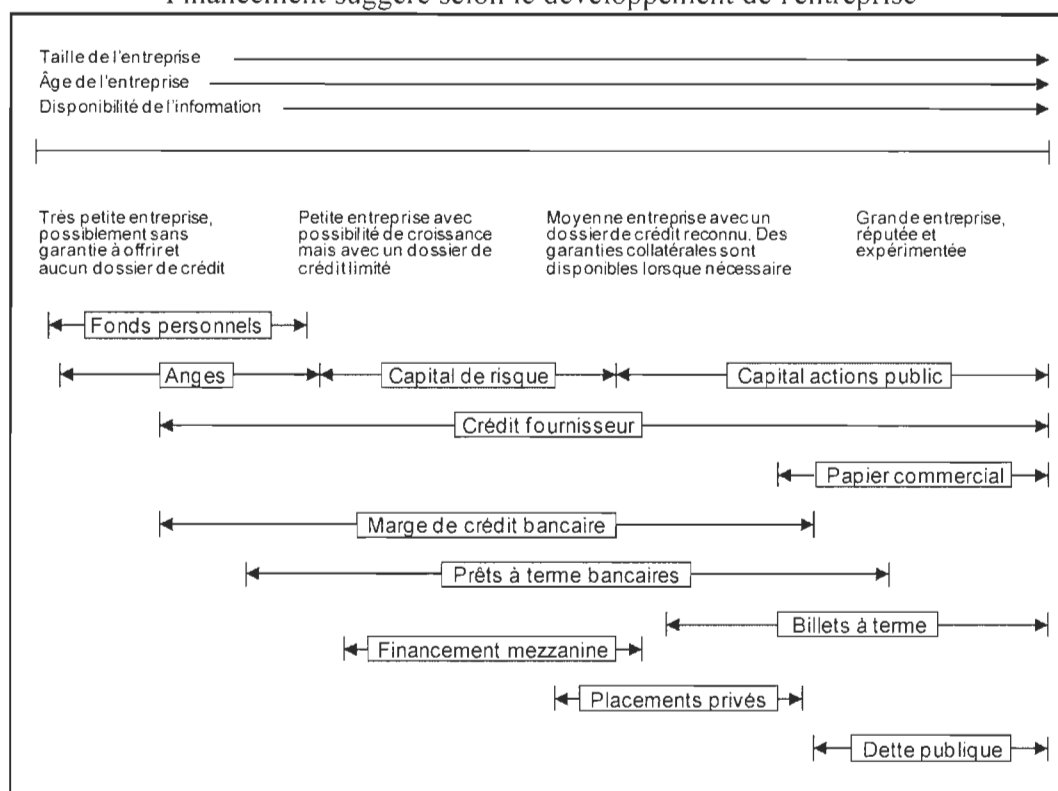 Financement suggéré selon le développement de l'entreprise
Taille de l'entreprise
Âge de l'entreprise
Disponibilité de l'information
Très petite entreprise,
possiblement sans
garantie à offrir et
aucun dossier de crédit
Petite entreprise avec
possibilité de croissance
mais avec un dossier de
crédit limité
Moyenne entreprise avec un
dossier de crédit reconnu. Des
garanties collatérales sont
disponibles lorsque nécessaire
Grande entreprise,
réputée et
expérimentée
Fonds personnels
Anges
Capital de risque
Capital actions public
Crédit fournisseur
Papier commercial
Marge de crédit bancaire
Prêts à terme bancaires
Billets à terme
Financement mezzanine
Placements privés
Dette publique